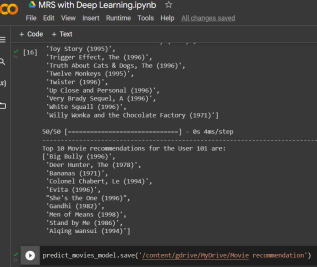 MRS with Deep Learning.ipynb
File Edit View Insert Runtime Tools Help All changes saved
+ Code + Text
[16] 'Toy Story (1995)',
'Trigger Effect, The (1996)',
'Truth About Cats & Dogs, The (1996)',
'Twelve Monkeys (1995)',
'Twister (1996)',
'Up Close and Personal (1996)',
'Very Brady Sequel, A (1996)',
'White Squall (1996)',
'Willy Wonka and the Chocolate Factory (1971)']
50/50 [==============================] - 0s 4ms/step
Top 10 Movie recommendations for the User 101 are:
['Big Bully (1996)',
'Deer Hunter, The (1978)',
'Bananas (1971)',
'Colonel Chabert, Le (1994)',
'Evita (1996)',
"She's the One (1996)",
'Gandhi (1982)',
'Men of Means (1998)',
'Stand by Me (1986)',
'Aiqing wansui (1994)']
predict_movies_model.save('/content/gdrive/MyDrive/Movie recommendation')